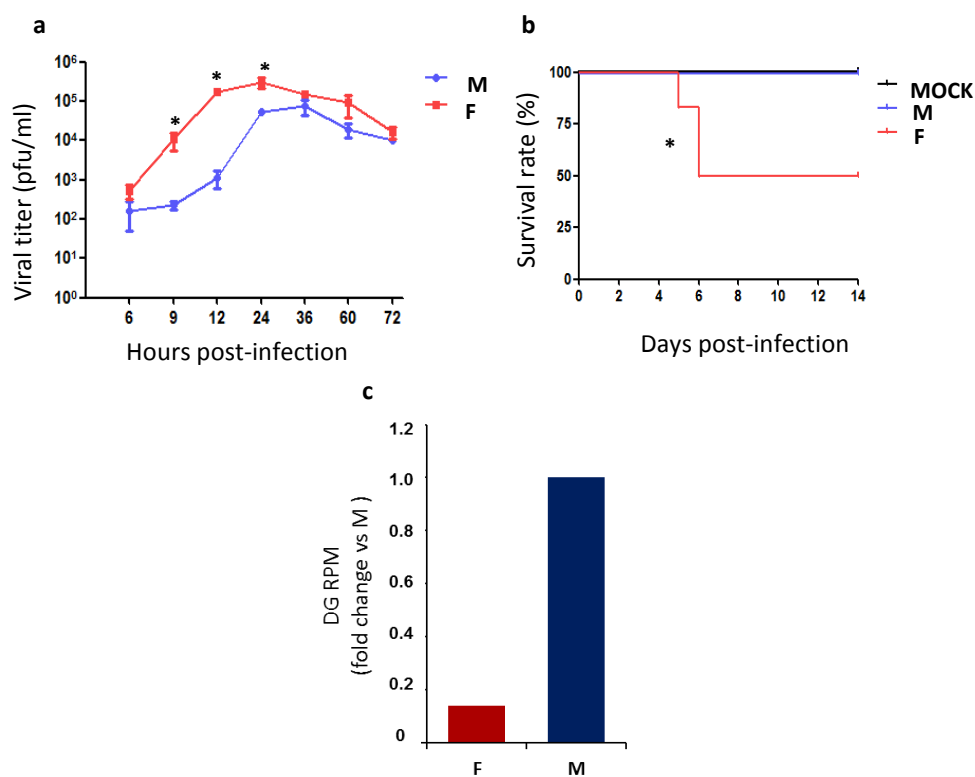 a
Viral titer (pfu/ml)
10⁶
10⁵
10⁴
10³
10²
10¹
10⁰
* * *
6 9 12 24 36 60 72
Hours post-infection
M
F
b
Survival rate (%)
100
75
50
25
0
*
0 2 4 6 8 10 12 14
Days post-infection
MOCK
M
F
c
DG RPM
(fold change vs M )
1.2
1.0
0.8
0.6
0.4
0.2
0
F M